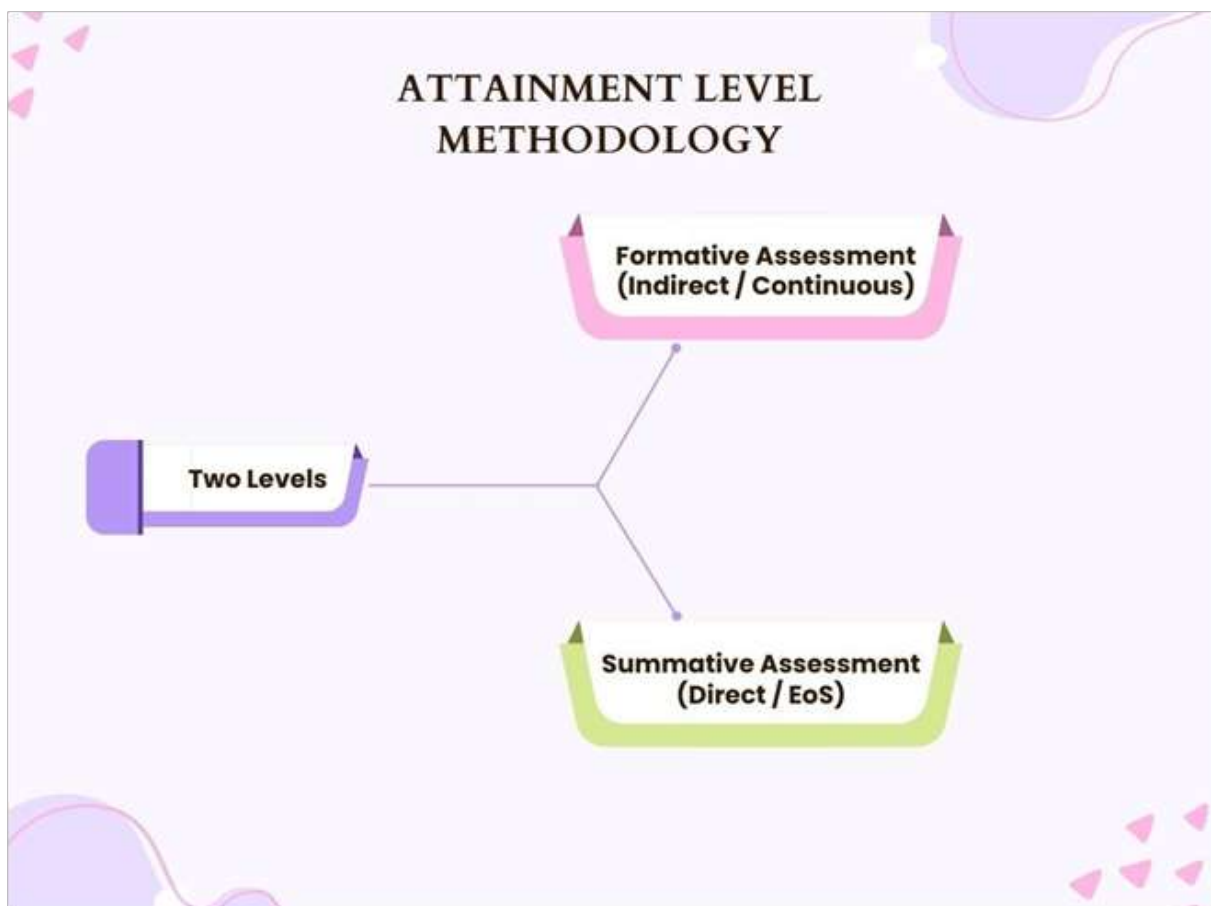 ATTAINMENT LEVEL
METHODOLOGY
Formative Assessment
(Indirect / Continuous)
Two Levels
Summative Assessment
(Direct / EoS)